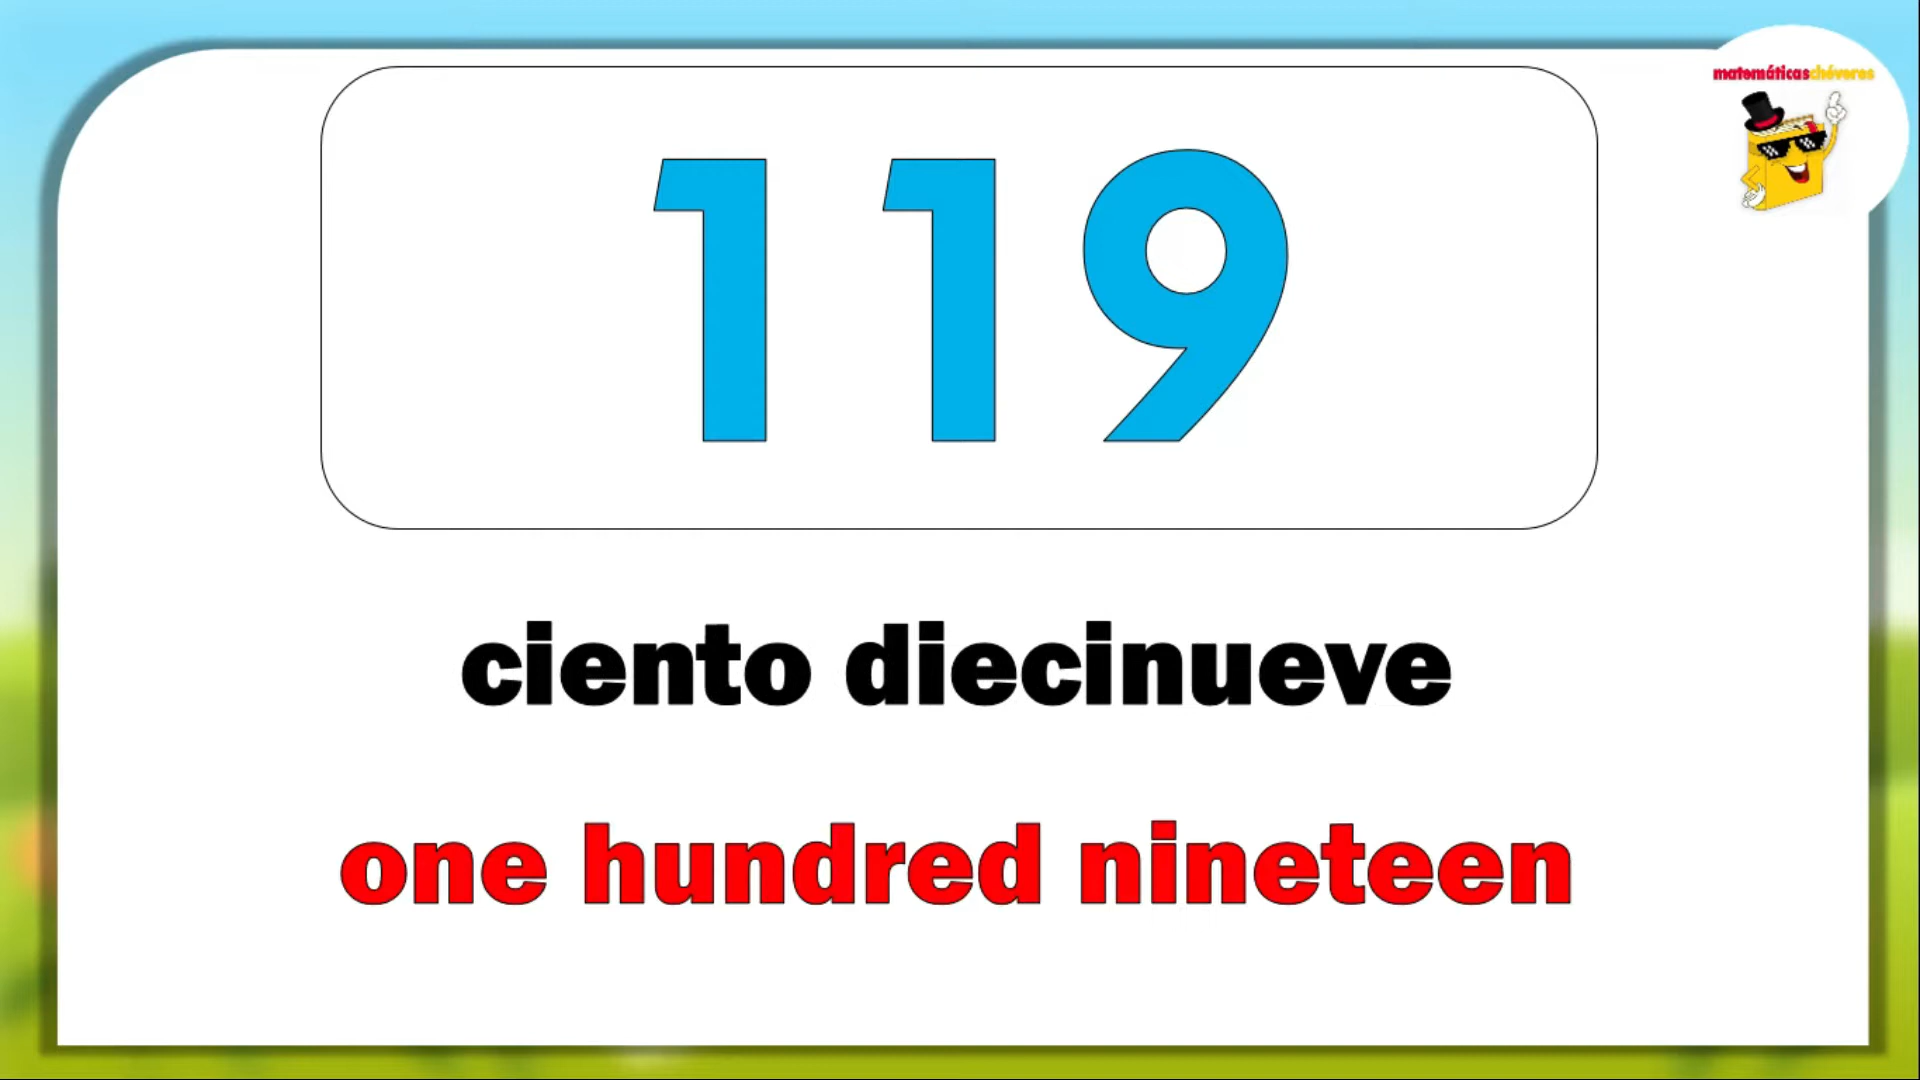 matemáticaschéveres
119
ciento diecinueve
one hundred nineteen